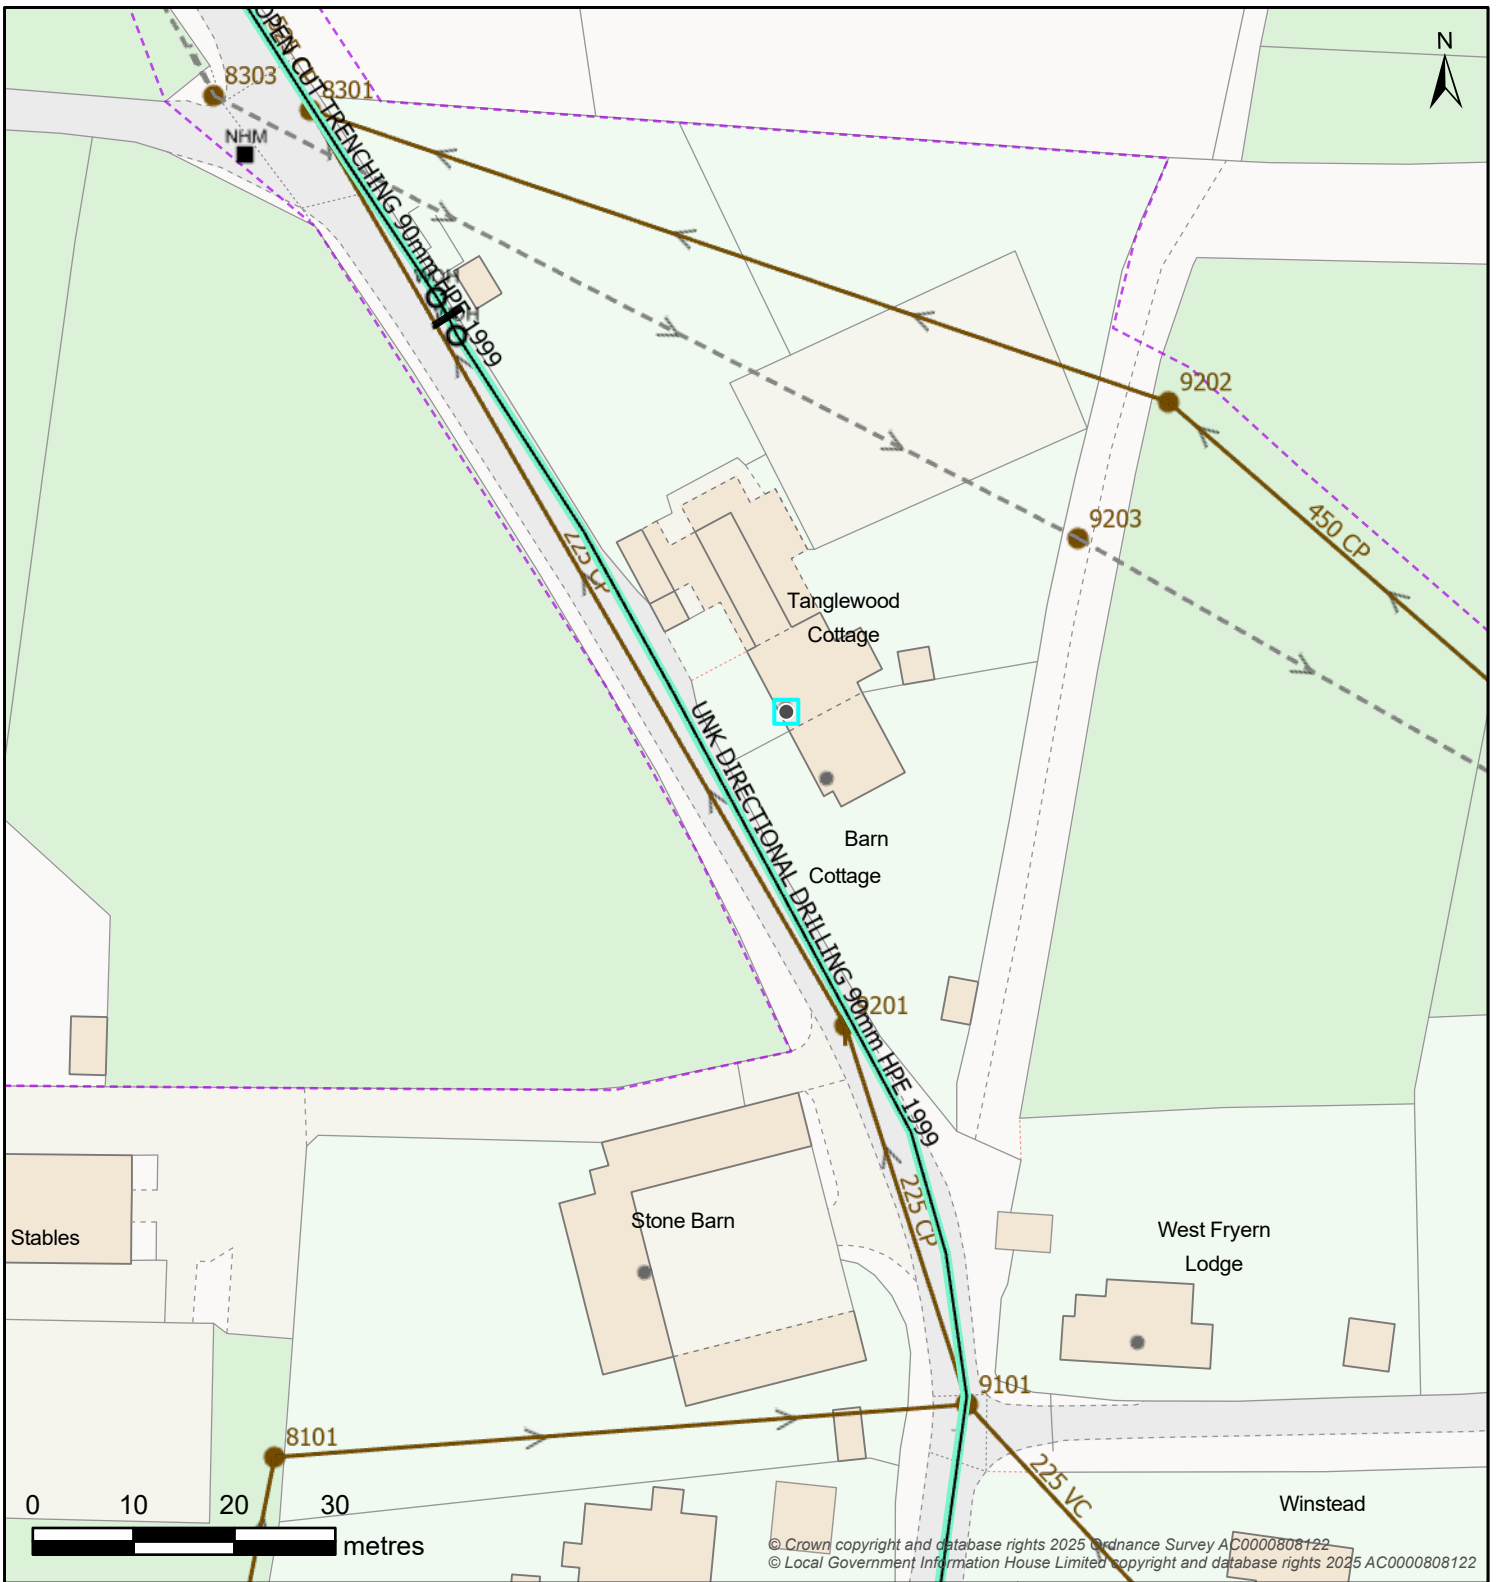 N
8303
8301
OPEN CUT TRENCHING 90mm HPE 1999
NHM
9202
450 CP
9203
225 CP
Tanglewood
Cottage
UNK DIRECTIONAL DRILLING 90mm HPE 1999
Barn
Cottage
9201
225 CP
Stone Barn
Stables
West Fryern
Lodge
9101
8101
225 VC
Winstead
0 10 20 30
metres
© Crown copyright and database rights 2025 Ordnance Survey AC0000808122
© Local Government Information House Limited copyright and database rights 2025 AC0000808122